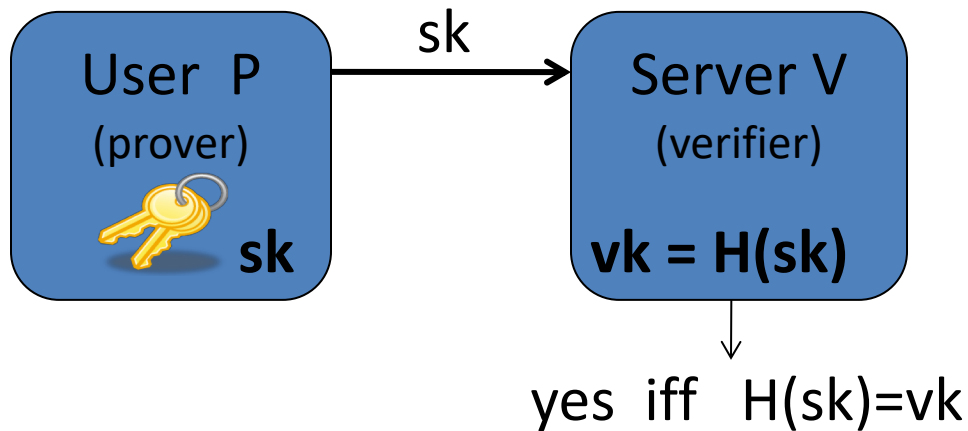 sk
User P
(prover)
sk
Server V
(verifier)
vk = H(sk)
yes iff H(sk)=vk